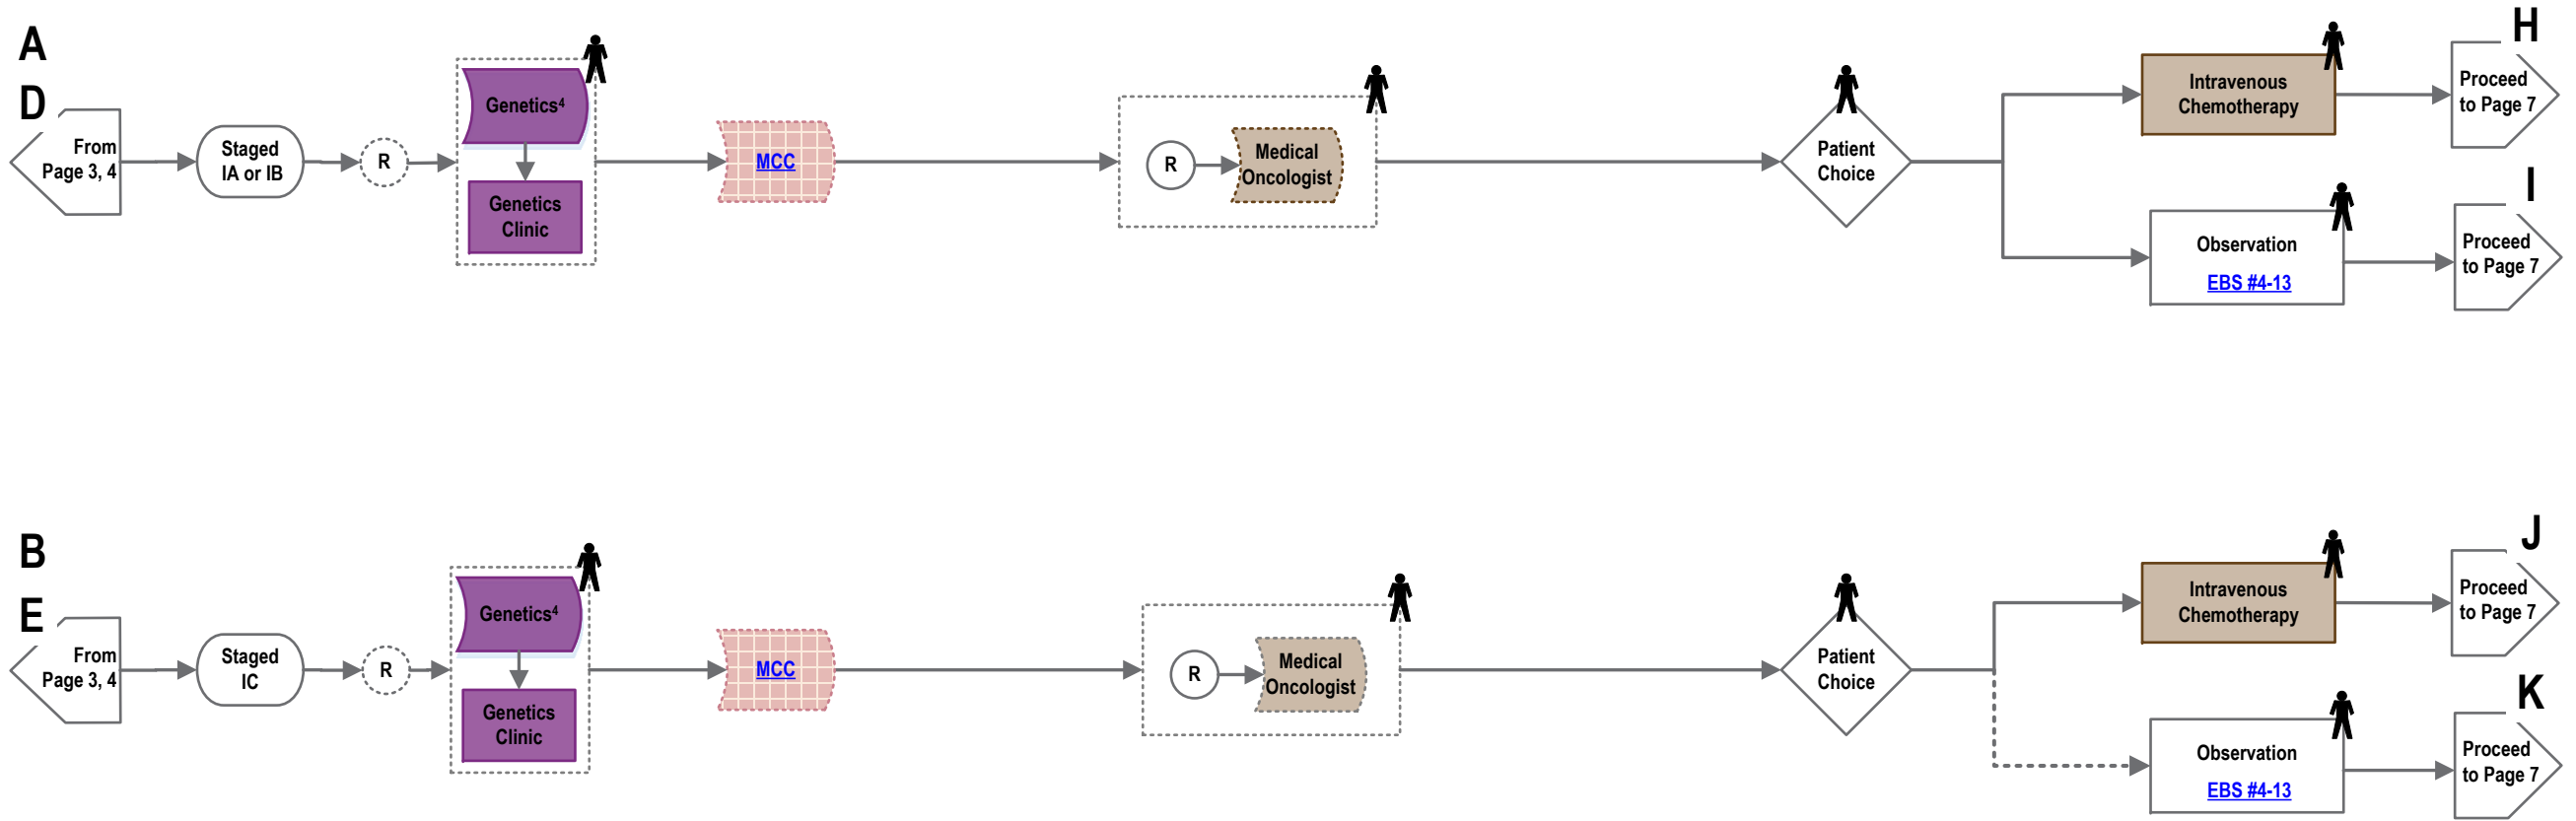 A
D
From
Page 3, 4
Staged
IA or IB
R
Genetics⁴
Genetics
Clinic
MCC
R
Medical
Oncologist
Patient
Choice
Intravenous
Chemotherapy
H
Proceed
to Page 7
Observation
EBS #4-13
I
Proceed
to Page 7
B
E
From
Page 3, 4
Staged
IC
R
Genetics⁴
Genetics
Clinic
MCC
R
Medical
Oncologist
Patient
Choice
Intravenous
Chemotherapy
J
Proceed
to Page 7
Observation
EBS #4-13
K
Proceed
to Page 7